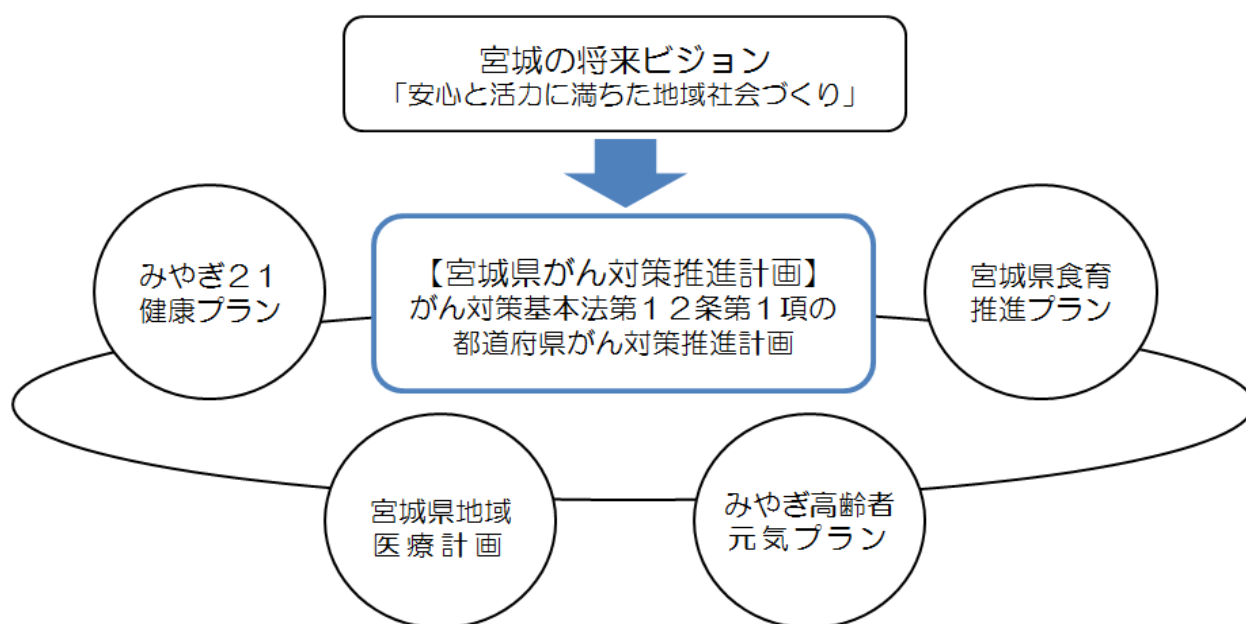 宮城の将来ビジョン
「安心と活力に満ちた地域社会づくり」
みやぎ２１
健康プラン
【宮城県がん対策推進計画】
がん対策基本法第１２条第１項の
都道府県がん対策推進計画
宮城県食育
推進プラン
宮城県地域
医療計画
みやぎ高齢者
元気プラン